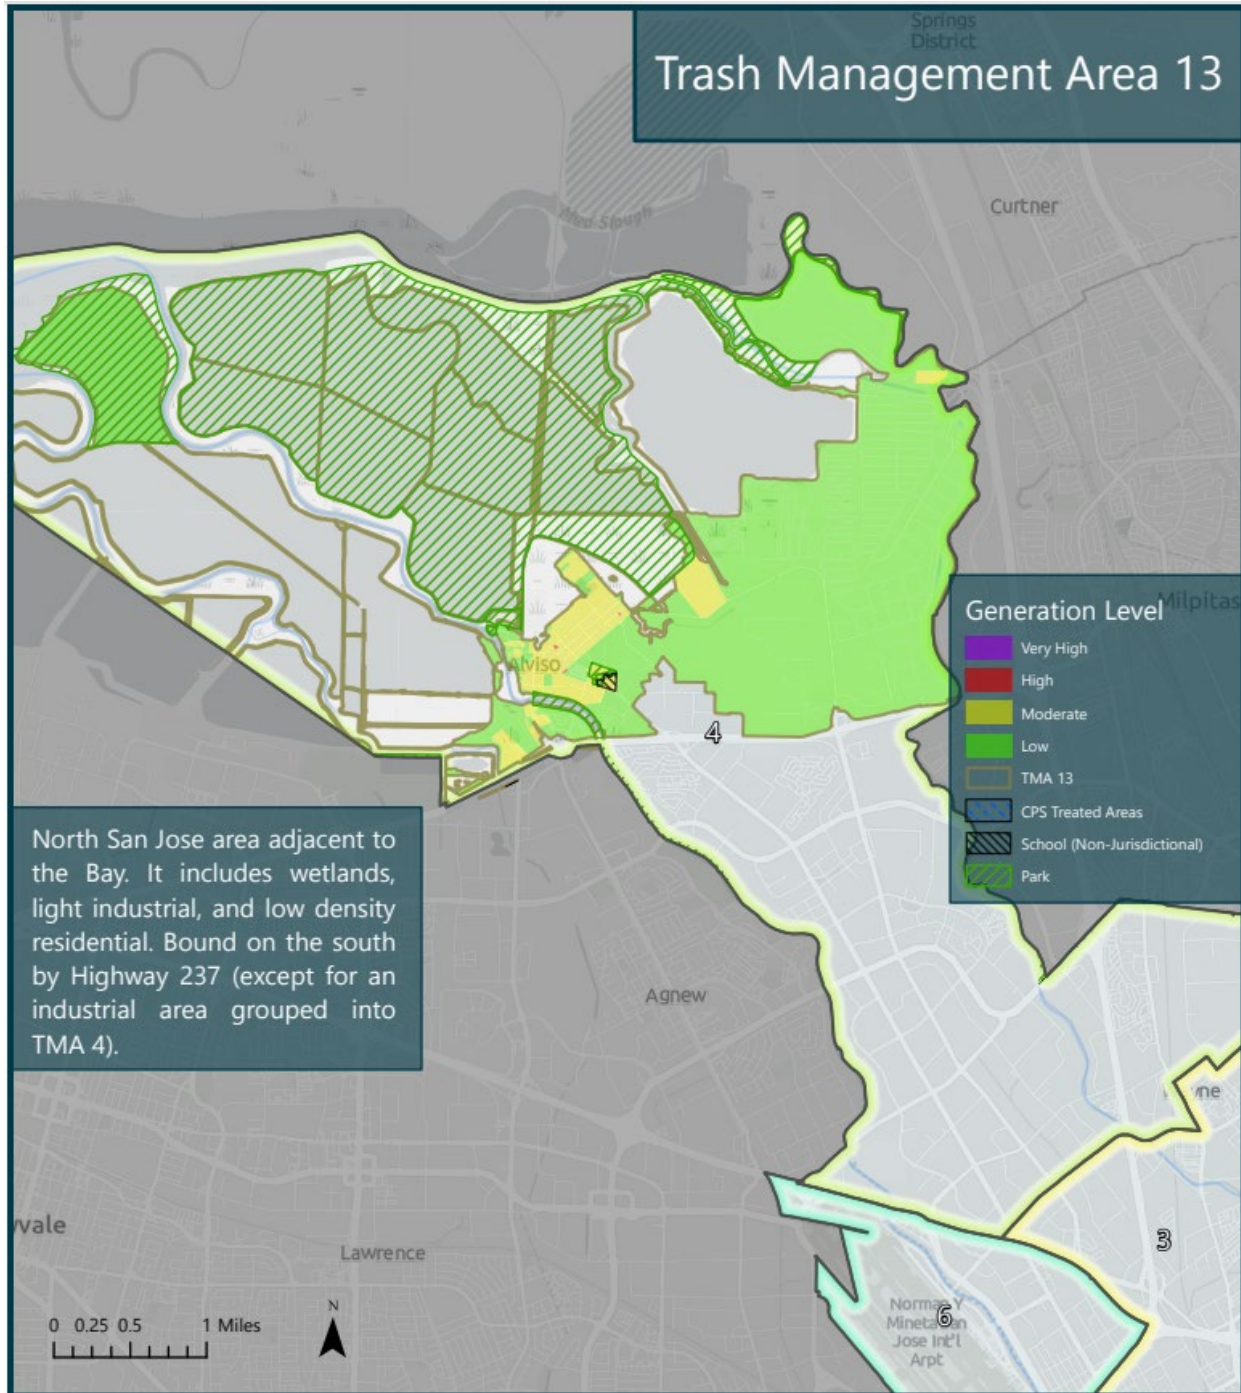 Springs
District
Trash Management Area 13
Mud Slough
Curtner
Milpitas
Generation Level
Very High
High
Moderate
Low
TMA 13
CPS Treated Areas
School (Non-Jurisdictional)
Park
Alviso
4
North San Jose area adjacent to
the Bay. It includes wetlands,
light industrial, and low density
residential. Bound on the south
by Highway 237 (except for an
industrial area grouped into
TMA 4).
Agnew
vale
Lawrence
3
6
Norman Y
Mineta San
Jose Int'l
Arpt
0 0.25 0.5 1 Miles
N